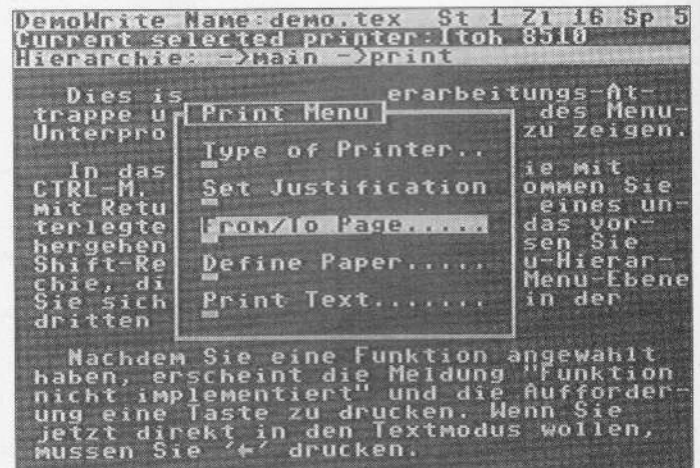 DemoWrite Name:demo.tex St 1 Zl 16 Sp 5
Current selected printer:Itoh 8510
Hierarchie: ->main ->print
Dies is erarbeitungs-At-
trappe u Print Menu des Menu-
Unterpro zu zeigen.
Type of Printer..
In das ie mit
CTRL-M. Set Justification ommen Sie
mit Retu eines un-
terlegte From/To Page..... das vor-
hergehen sen Sie
Shift-Re Define Paper..... u-Hierar-
chie, di Menu-Ebene
Sie sich Print Text....... in der
dritten
Nachdem Sie eine Funktion angewahlt
haben, erscheint die Meldung "Funktion
nicht implementiert" und die Aufforder-
ung eine Taste zu drucken. Wenn Sie
jetzt direkt in den Textmodus wollen,
mussen Sie '←' drucken.